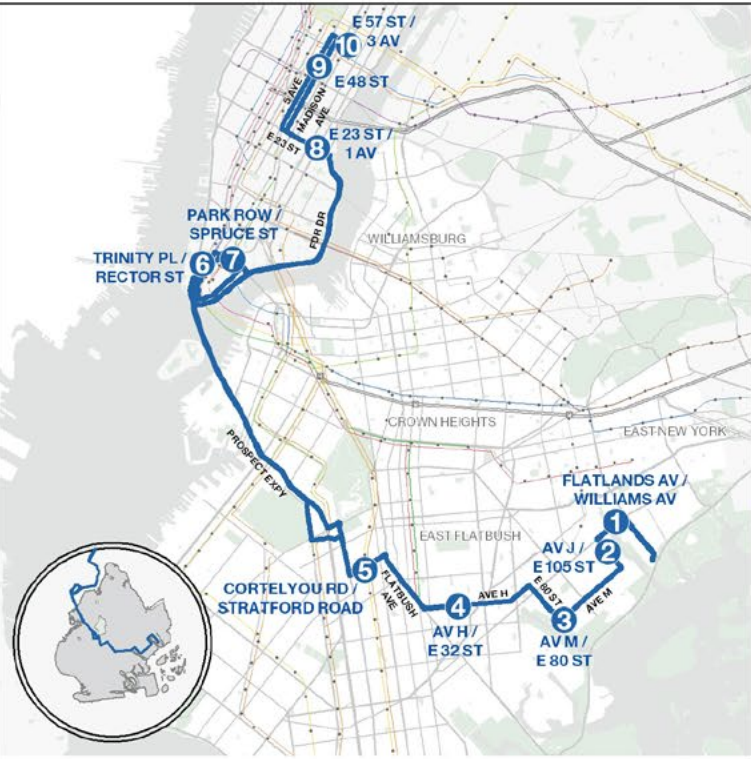 E 57 ST /
3 AV
10
9
E 48 ST
5 AVE
MADISON
AVE
E 23 ST
8
E 23 ST /
1 AV
FDR DR
PARK ROW /
SPRUCE ST
TRINITY PL /
RECTOR ST
6
7
WILLIAMSBURG
CROWN HEIGHTS
EAST NEW YORK
PROSPECT EXPY
FLATLANDS AV /
WILLIAMS AV
1
EAST FLATBUSH
AV J /
E 105 ST
2
5
CORTELYOU RD /
STRATFORD ROAD
FLATBUSH
AVE
4
AVE H
E 80 ST
AVE M
3
AV H /
E 32 ST
AV M /
E 80 ST